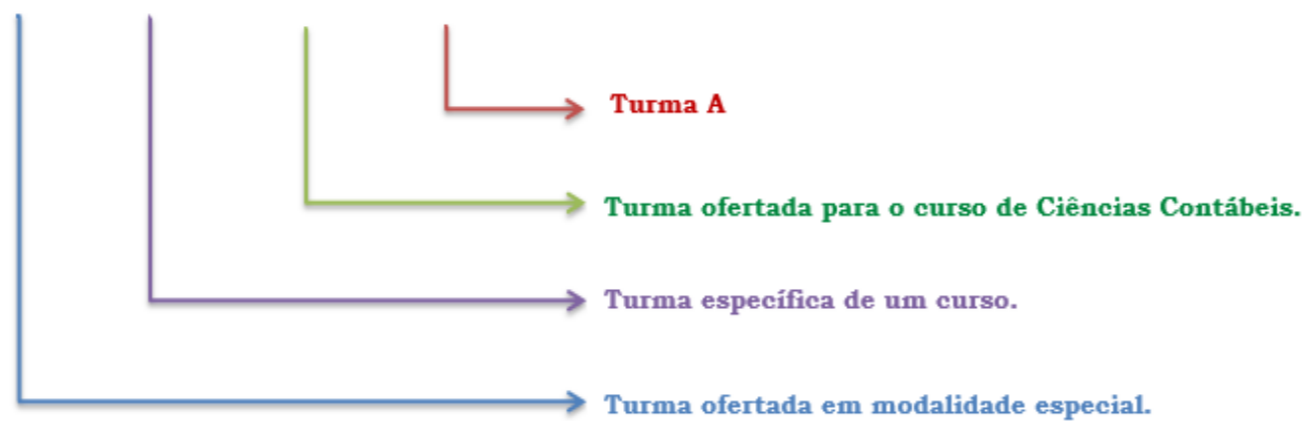 Turma A
Turma ofertada para o curso de Ciências Contábeis.
Turma específica de um curso.
Turma ofertada em modalidade especial.